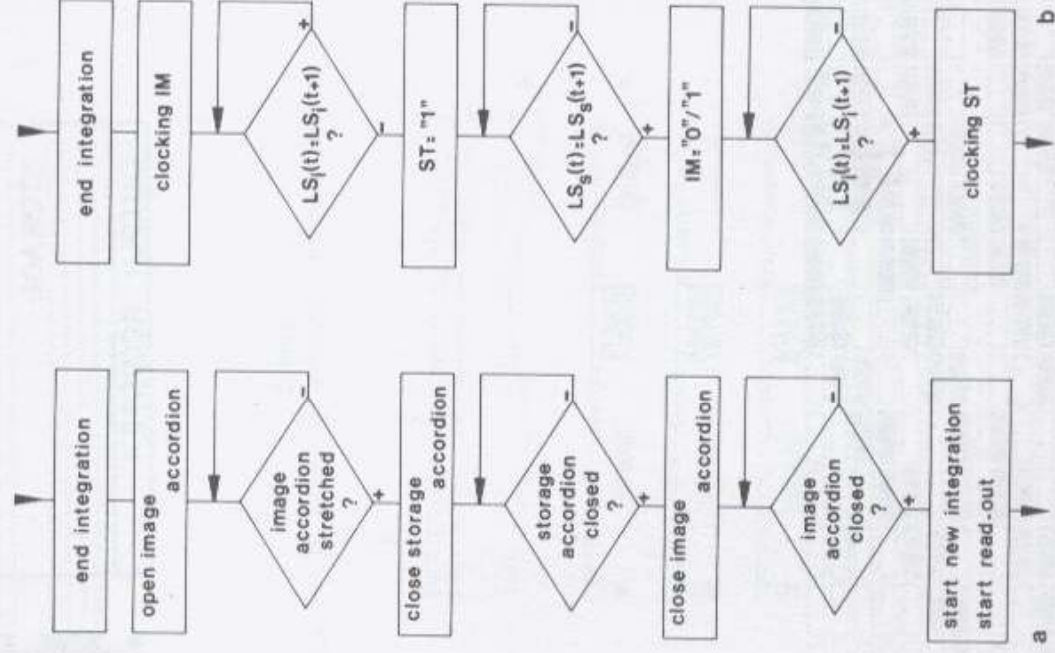 end integration
open image
accordion
image
accordion
stretched
?
-
+
close storage
accordion
storage
accordion
closed
?
-
+
close image
accordion
image
accordion
closed
?
-
+
start new integration
start read-out
a
end integration
clocking IM
LSi(t)=LSi(t+1)
?
+
-
ST="1"
LSs(t)=LSs(t+1)
?
-
+
IM="0"/"1"
LSi(t)=LSi(t+1)
?
-
+
clocking ST
b